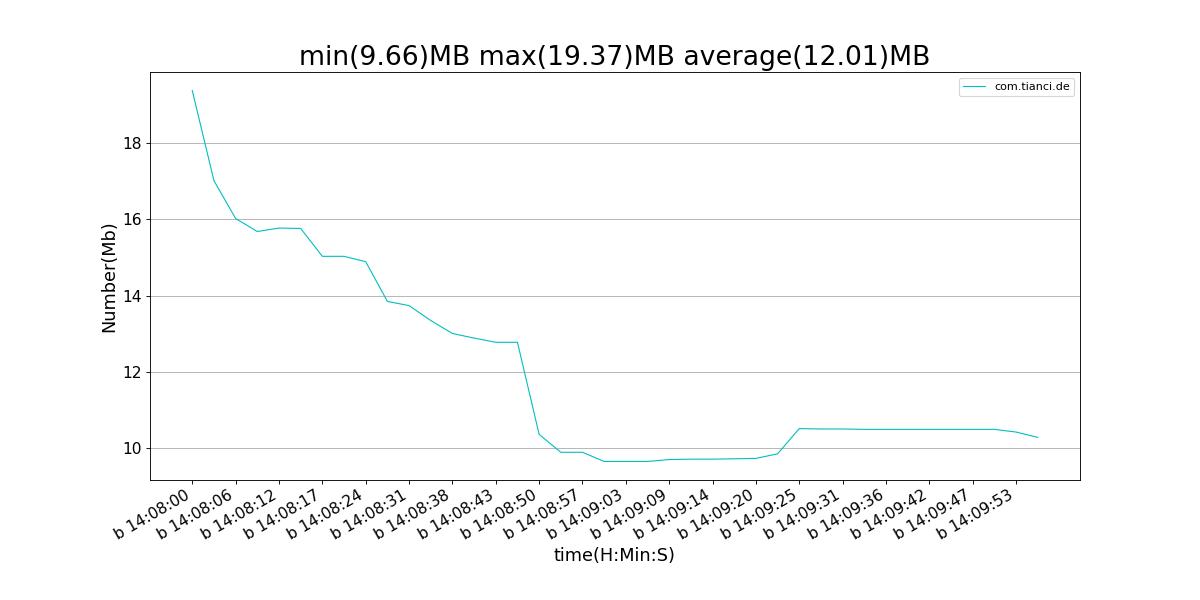 min(9.66)MB max(19.37)MB average(12.01)MB
com.tianci.de
18
16
14
12
10
Number(Mb)
b 14:08:00
b 14:08:06
b 14:08:12
b 14:08:17
b 14:08:24
b 14:08:31
b 14:08:38
b 14:08:43
b 14:08:50
b 14:08:57
b 14:09:03
b 14:09:09
b 14:09:14
b 14:09:20
b 14:09:25
b 14:09:31
b 14:09:36
b 14:09:42
b 14:09:47
b 14:09:53
time(H:Min:S)